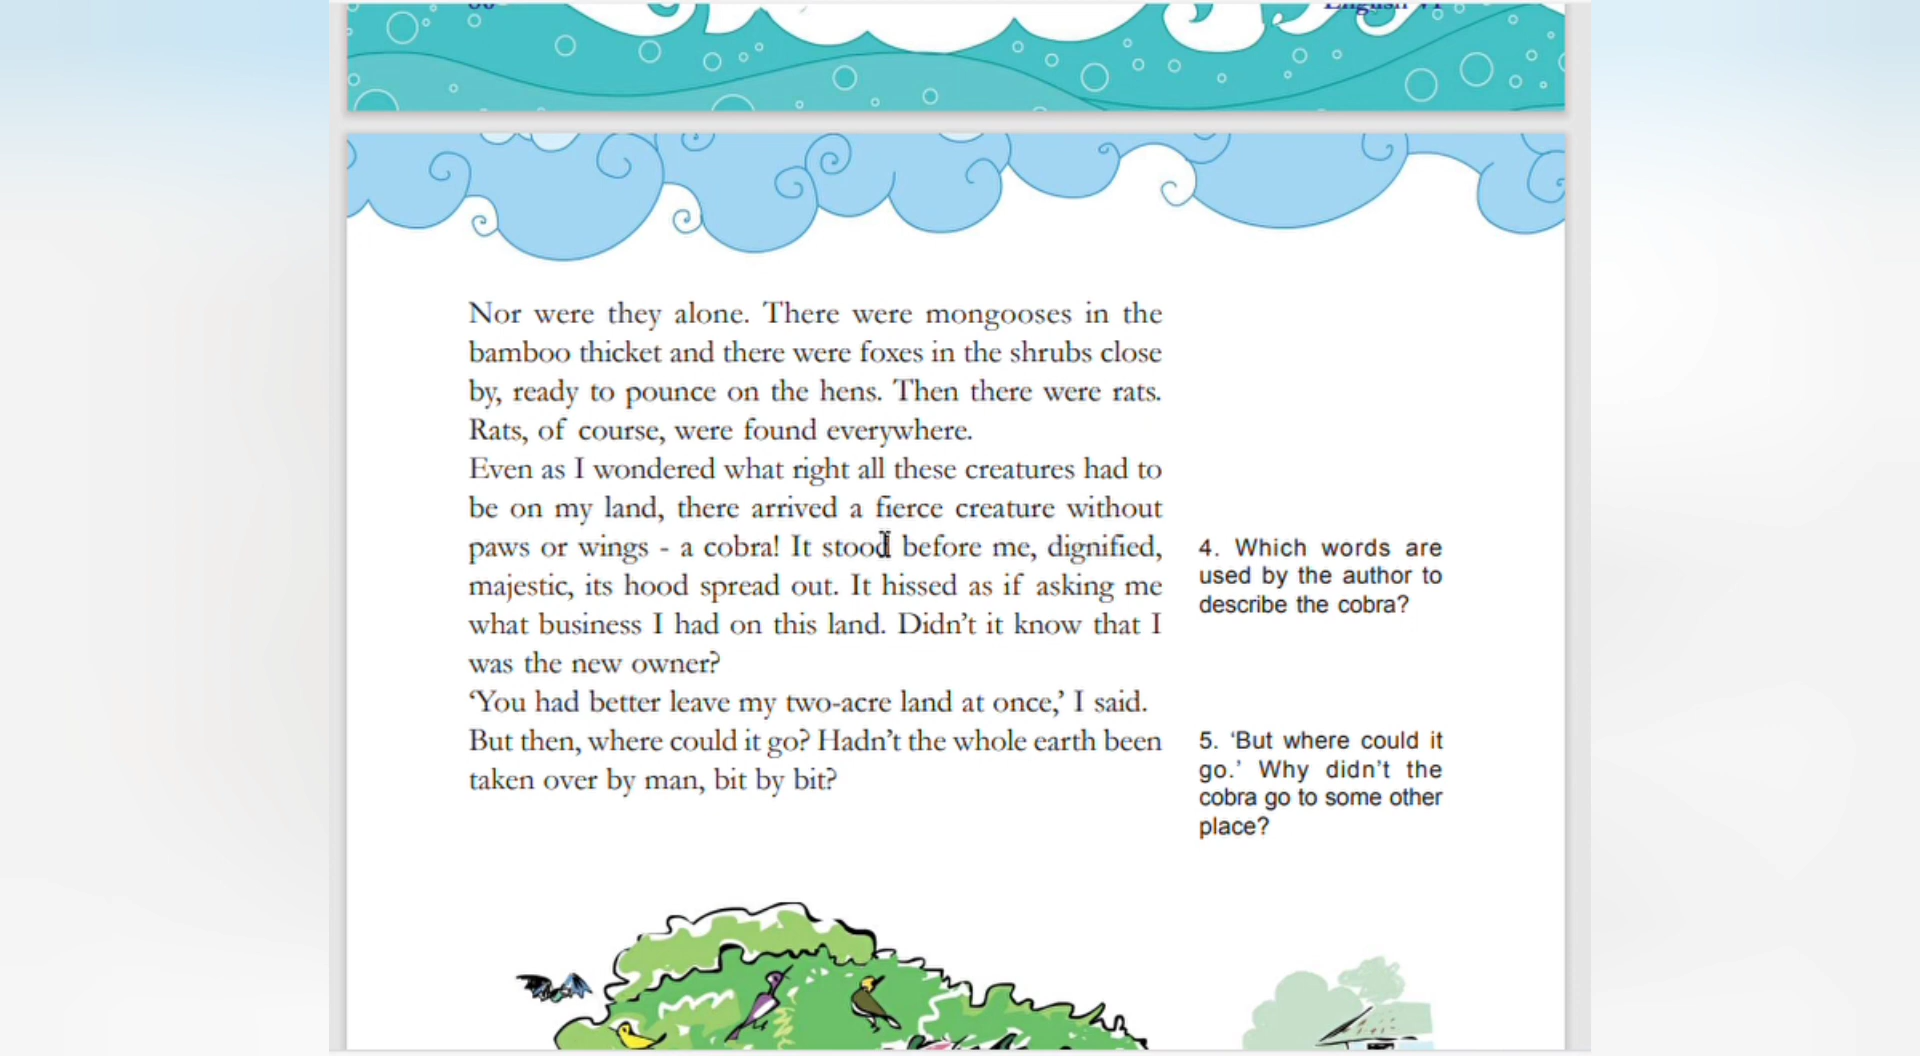 English VI
Nor were they alone. There were mongooses in the
bamboo thicket and there were foxes in the shrubs close
by, ready to pounce on the hens. Then there were rats.
Rats, of course, were found everywhere.
Even as I wondered what right all these creatures had to
be on my land, there arrived a fierce creature without
paws or wings - a cobra! It stood before me, dignified,
majestic, its hood spread out. It hissed as if asking me
what business I had on this land. Didn’t it know that I
was the new owner?
‘You had better leave my two-acre land at once,’ I said.
But then, where could it go? Hadn’t the whole earth been
taken over by man, bit by bit?
4. Which words are
used by the author to
describe the cobra?
5. ‘But where could it
go.’ Why didn’t the
cobra go to some other
place?